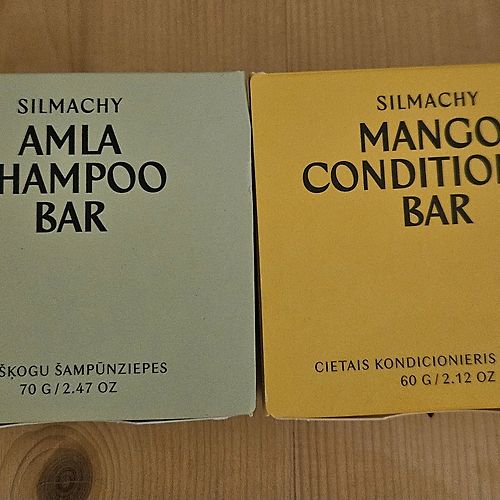 SILMACHY
AMLA
HAMPOO
BAR
ŠĶOGU ŠAMPŪNZIEPES
70 G / 2.47 OZ
SILMACHY
MANGO
CONDITION
BAR
CIETAIS KONDICIONIERIS
60 G / 2.12 OZ